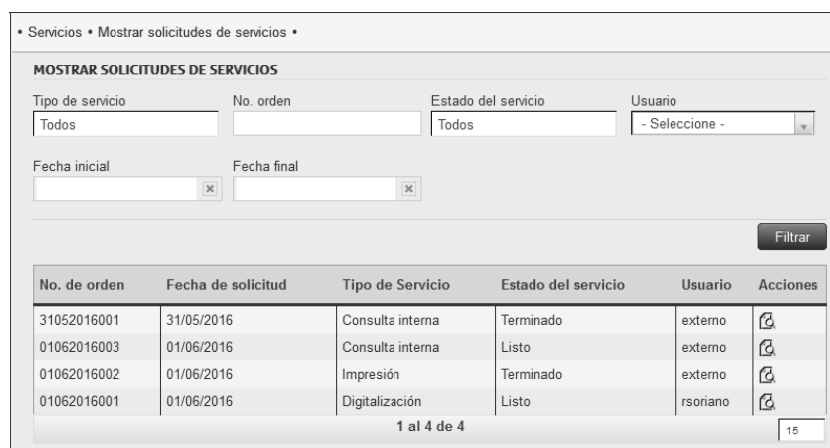 • Servicios • Mostrar solicitudes de servicios •
MOSTRAR SOLICITUDES DE SERVICIOS
Tipo de servicio No. orden Estado del servicio Usuario
Todos Todos - Seleccione -
Fecha inicial Fecha final
Filtrar
No. de orden Fecha de solicitud Tipo de Servicio Estado del servicio Usuario Acciones
31052016001 31/05/2016 Consulta interna Terminado externo
01062016003 01/06/2016 Consulta interna Listo externo
01062016002 01/06/2016 Impresión Terminado externo
01062016001 01/06/2016 Digitalización Listo rsoriano
1 al 4 de 4 15